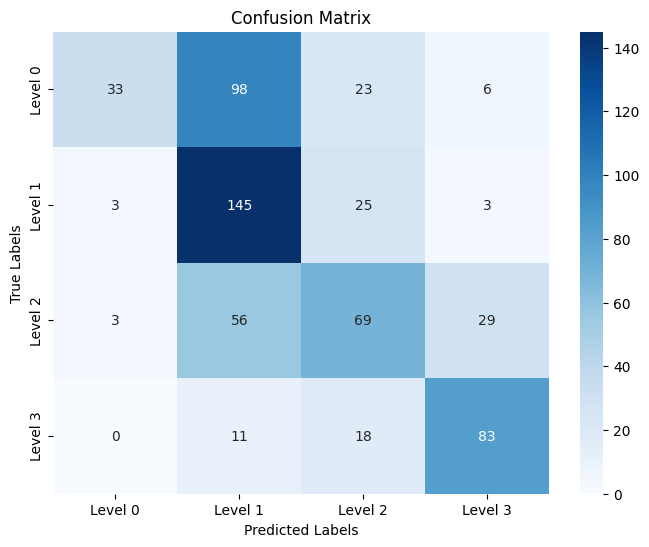 Confusion Matrix
Level 0 33 98 23 6
Level 1 3 145 25 3
Level 2 3 56 69 29
Level 3 0 11 18 83
Level 0 Level 1 Level 2 Level 3
Predicted Labels
True Labels
140
120
100
80
60
40
20
0